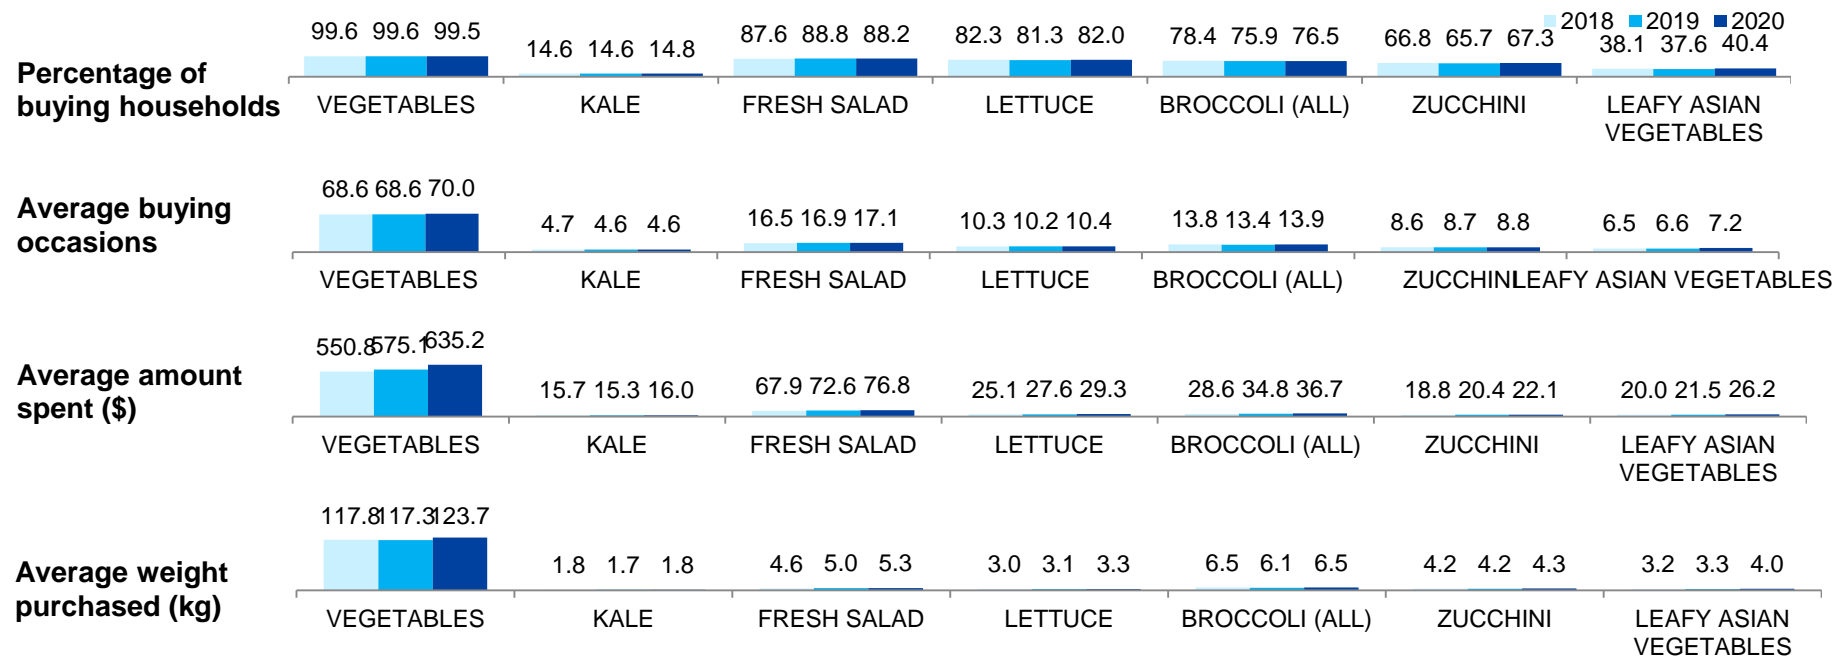 2018 2019 2020
99.6 99.6 99.5 14.6 14.6 14.8 87.6 88.8 88.2 82.3 81.3 82.0 78.4 75.9 76.5 66.8 65.7 67.3 38.1 37.6 40.4
Percentage of
buying households
VEGETABLES KALE FRESH SALAD LETTUCE BROCCOLI (ALL) ZUCCHINI LEAFY ASIAN
VEGETABLES
68.6 68.6 70.0 4.7 4.6 4.6 16.5 16.9 17.1 10.3 10.2 10.4 13.8 13.4 13.9 8.6 8.7 8.8 6.5 6.6 7.2
Average buying
occasions
VEGETABLES KALE FRESH SALAD LETTUCE BROCCOLI (ALL) ZUCCHINI LEAFY ASIAN VEGETABLES
550.8 575.1 635.2 15.7 15.3 16.0 67.9 72.6 76.8 25.1 27.6 29.3 28.6 34.8 36.7 18.8 20.4 22.1 20.0 21.5 26.2
Average amount
spent ($)
VEGETABLES KALE FRESH SALAD LETTUCE BROCCOLI (ALL) ZUCCHINI LEAFY ASIAN
VEGETABLES
117.8 117.3 123.7 1.8 1.7 1.8 4.6 5.0 5.3 3.0 3.1 3.3 6.5 6.1 6.5 4.2 4.2 4.3 3.2 3.3 4.0
Average weight
purchased (kg)
VEGETABLES KALE FRESH SALAD LETTUCE BROCCOLI (ALL) ZUCCHINI LEAFY ASIAN
VEGETABLES